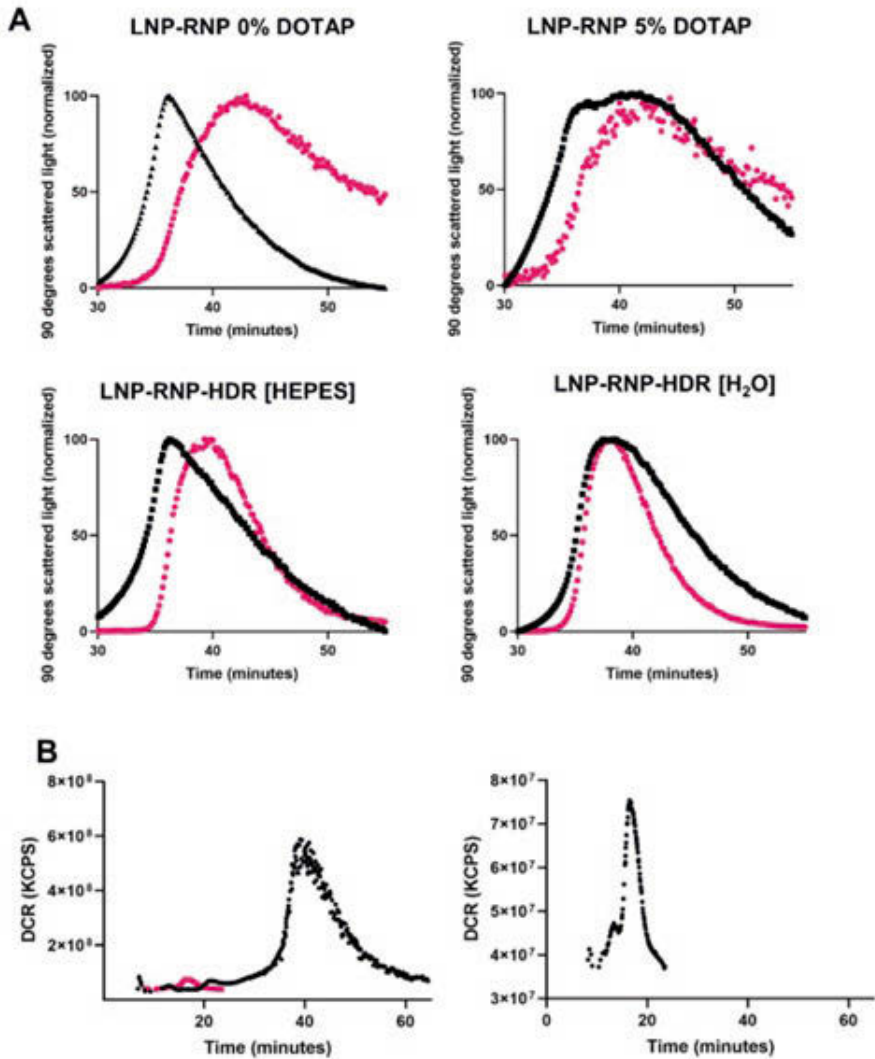 A
LNP-RNP 0% DOTAP
90 degrees scattered light (normalized)
100
50
0
30 40 50
Time (minutes)
LNP-RNP 5% DOTAP
90 degrees scattered light (normalized)
100
50
0
30 40 50
Time (minutes)
LNP-RNP-HDR [HEPES]
90 degrees scattered light (normalized)
100
50
0
30 40 50
Time (minutes)
LNP-RNP-HDR [H₂O]
90 degrees scattered light (normalized)
100
50
0
30 40 50
Time (minutes)
B
DCR (KCPS)
8×10⁸
6×10⁸
4×10⁸
2×10⁸
20 40 60
Time (minutes)
DCR (KCPS)
8×10⁷
7×10⁷
6×10⁷
5×10⁷
4×10⁷
3×10⁷
0 20 40 60
Time (minutes)